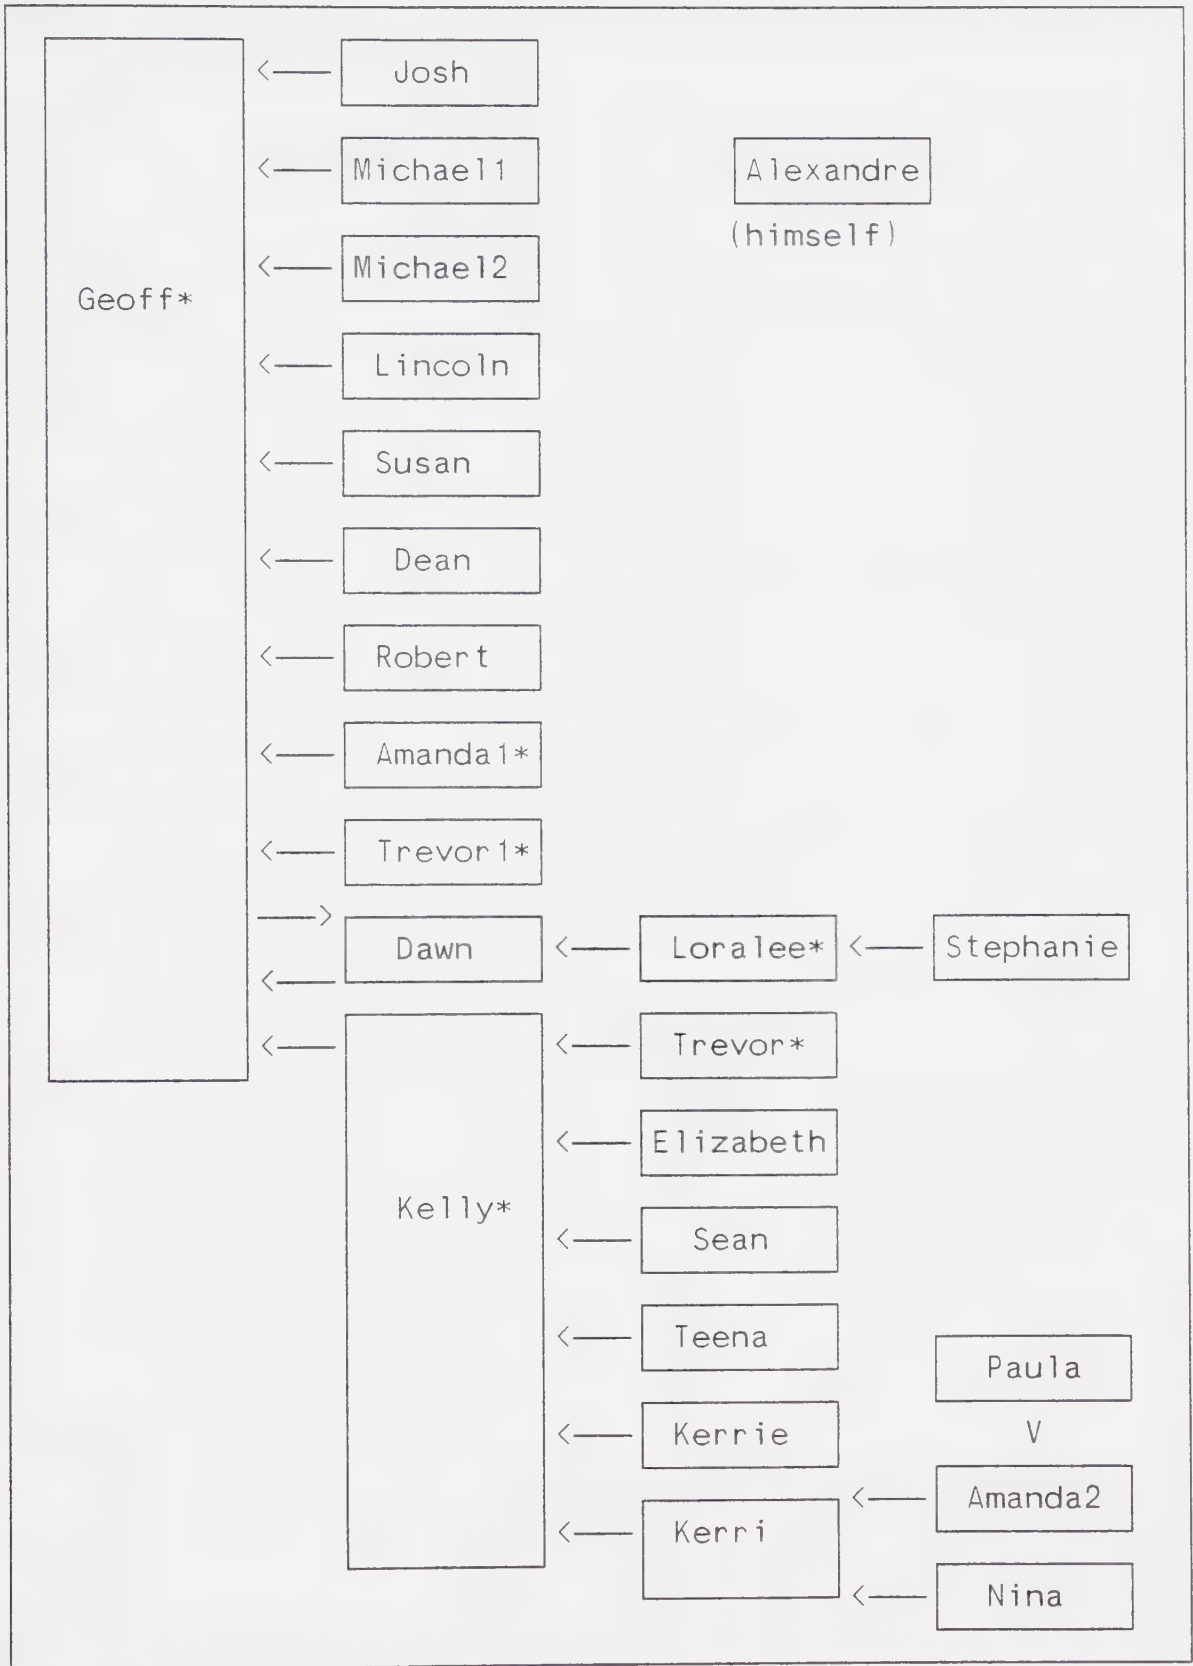 Josh
Michael1
Alexandre
(himself)
Michael2
Geoff*
Lincoln
Susan
Dean
Robert
Amanda1*
Trevor1*
Dawn
Loralee*
Stephanie
Trevor*
Elizabeth
Kelly*
Sean
Teena
Paula
Kerrie
V
Amanda2
Kerri
Nina